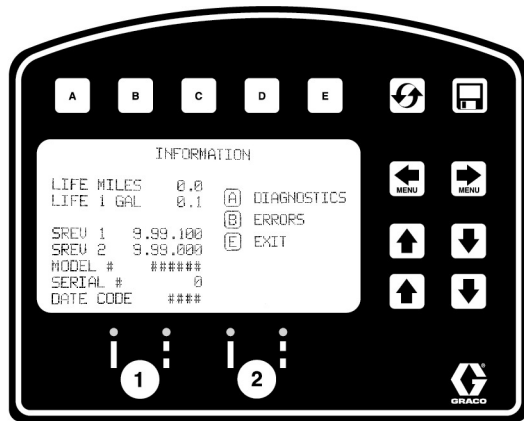 A B C D E
INFORMATION
LIFE MILES 0.0
LIFE 1 GAL 0.1
A DIAGNOSTICS
B ERRORS
E EXIT
SREV 1 9.99.100
SREV 2 9.99.000
MODEL # ######
SERIAL # 0
DATE CODE ####
MENU MENU
1 2
GRACO